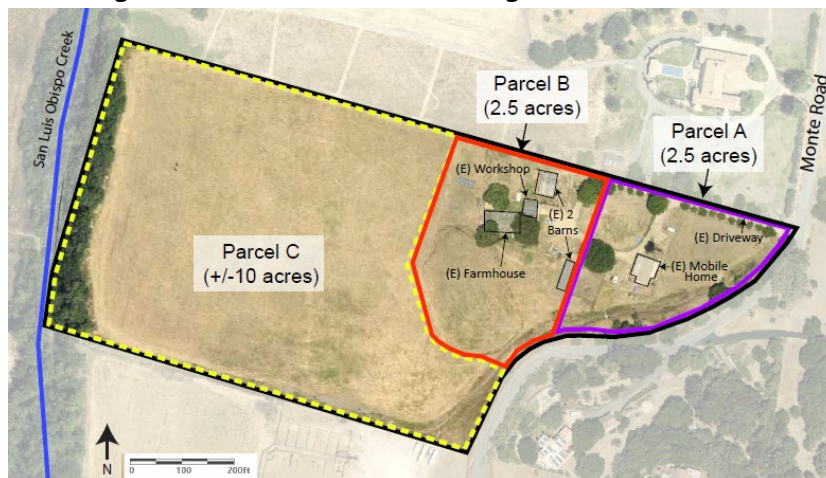 San Luis Obispo Creek
Parcel B
(2.5 acres)
Parcel A
(2.5 acres)
Monte Road
(E) Workshop
(E) 2
Barns
(E) Driveway
(E) Mobile
Home
(E) Farmhouse
Parcel C
(+/-10 acres)
N
0 100 200ft